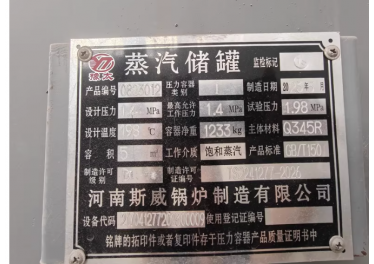 豫大 蒸汽储罐 监检标记
产品编号 压力容器类别 制造日期 20 年 月
设计压力 MPa 最高允许工作压力 1.4 MPa 试验压力 1.98 MPa
设计温度 ℃ 容器净重 1233 kg 主体材料 Q345R
容积 工作介质 饱和蒸汽 产品标准 GB/T150
制造许可级别 制造许可证编号
河南斯威锅炉制造有限公司
设备代码 使用登记证编号
铭牌的拓印件或者复印件存于压力容器产品质量证明书中